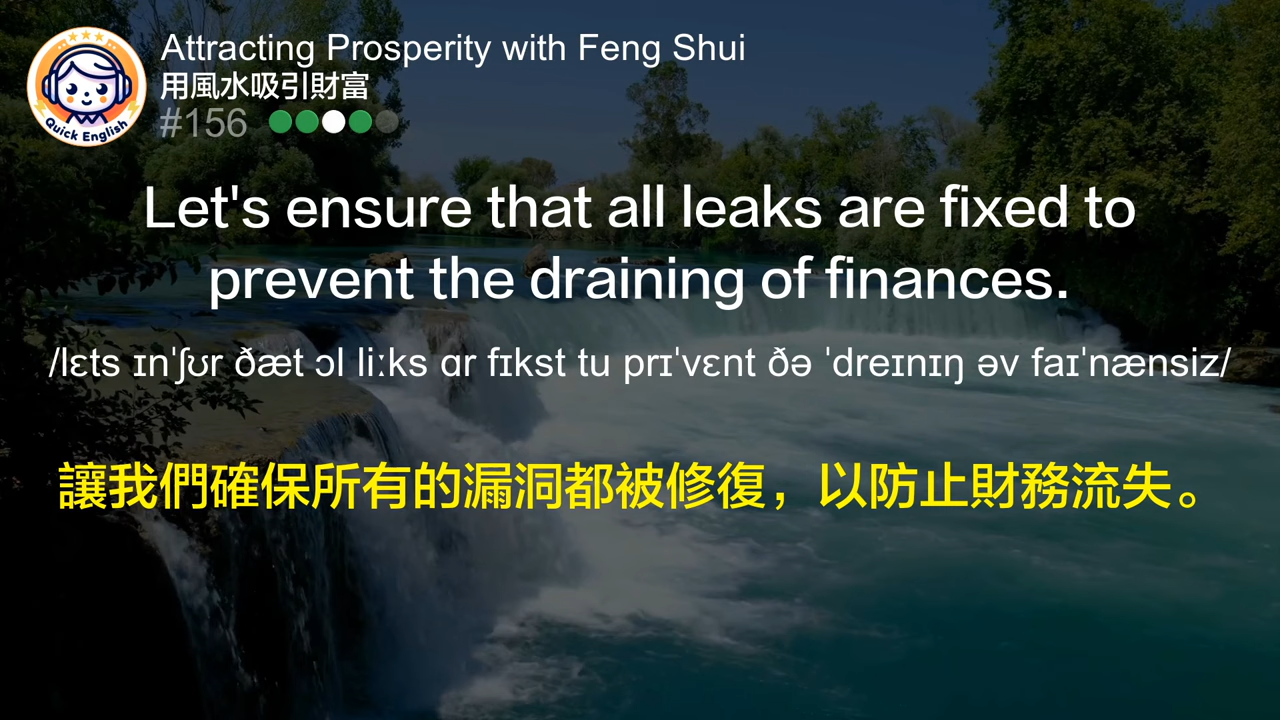 Attracting Prosperity with Feng Shui
用風水吸引財富
#156
Quick English
Let's ensure that all leaks are fixed to
prevent the draining of finances.
/lɛts ɪnˈʃʊr ðæt ɔl liːks ɑr fɪkst tu prɪˈvɛnt ðə ˈdreɪnɪŋ əv faɪˈnænsiz/
讓我們確保所有的漏洞都被修復，以防止財務流失。